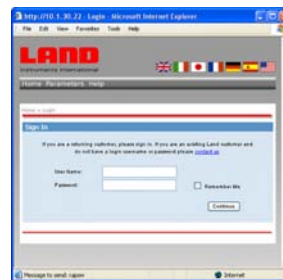 http://10.1.30.22 - Login - Microsoft Internet Explorer
File Edit View Favorites Tools Help
LAND
Instruments International
Home Parameters Help
Home > Login
Sign In
If you are a returning customer, please sign in. If you are an existing Land customer and
do not have a login username or password please contact us
User Name:
Password:
Remember Me
Continue
Internet